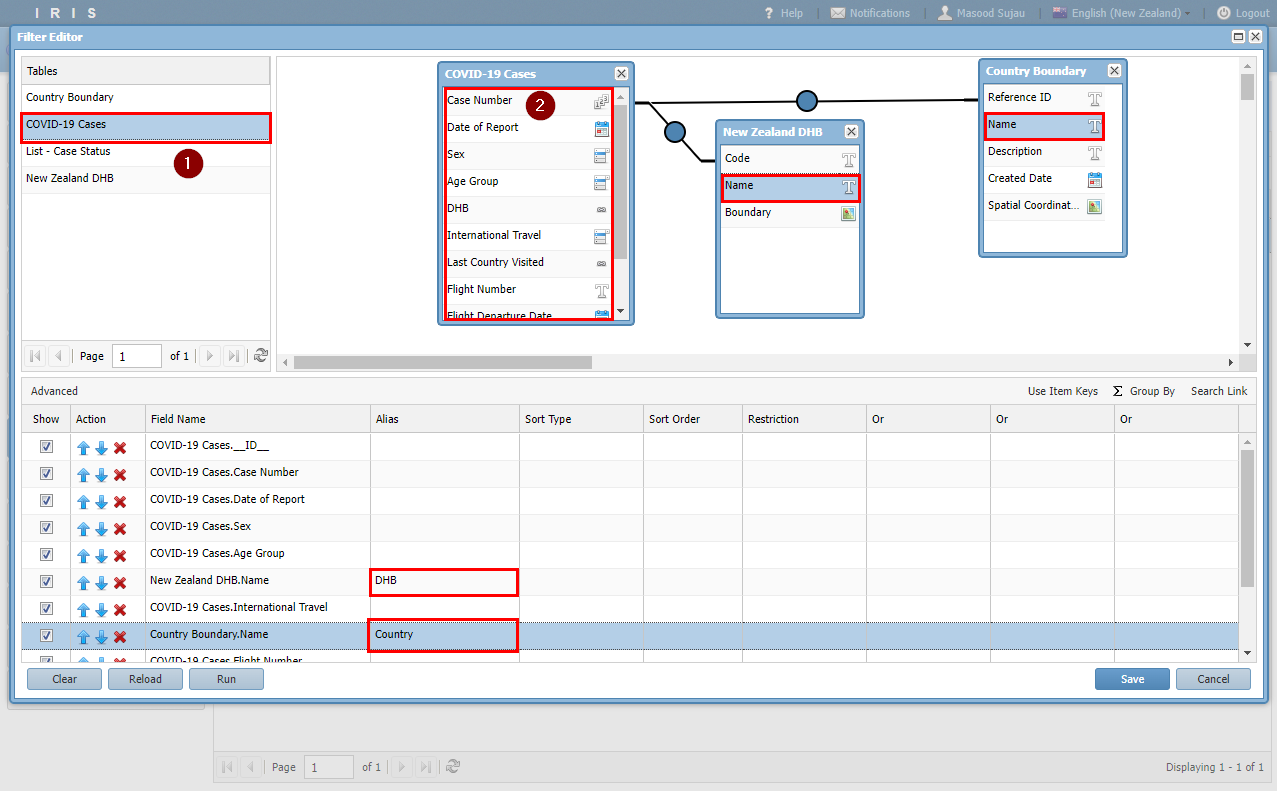 I R I S
? Help
Notifications
Masood Sujau
English (New Zealand)
Logout
Filter Editor
Tables
Country Boundary
COVID-19 Cases
List - Case Status
New Zealand DHB
1
Page 1 of 1
COVID-19 Cases
Case Number
2
Date of Report
Sex
Age Group
DHB
International Travel
Last Country Visited
Flight Number
Flight Departure Date
New Zealand DHB
Code
Name
Boundary
Country Boundary
Reference ID
Name
Description
Created Date
Spatial Coordinat...
Advanced
Use Item Keys
Σ Group By
Search Link
Show Action Field Name Alias Sort Type Sort Order Restriction Or Or Or
COVID-19 Cases.__ID__
COVID-19 Cases.Case Number
COVID-19 Cases.Date of Report
COVID-19 Cases.Sex
COVID-19 Cases.Age Group
New Zealand DHB.Name DHB
COVID-19 Cases.International Travel
Country Boundary.Name Country
COVID-19 Cases.Flight Number
Clear Reload Run Save Cancel
Page 1 of 1 Displaying 1 - 1 of 1